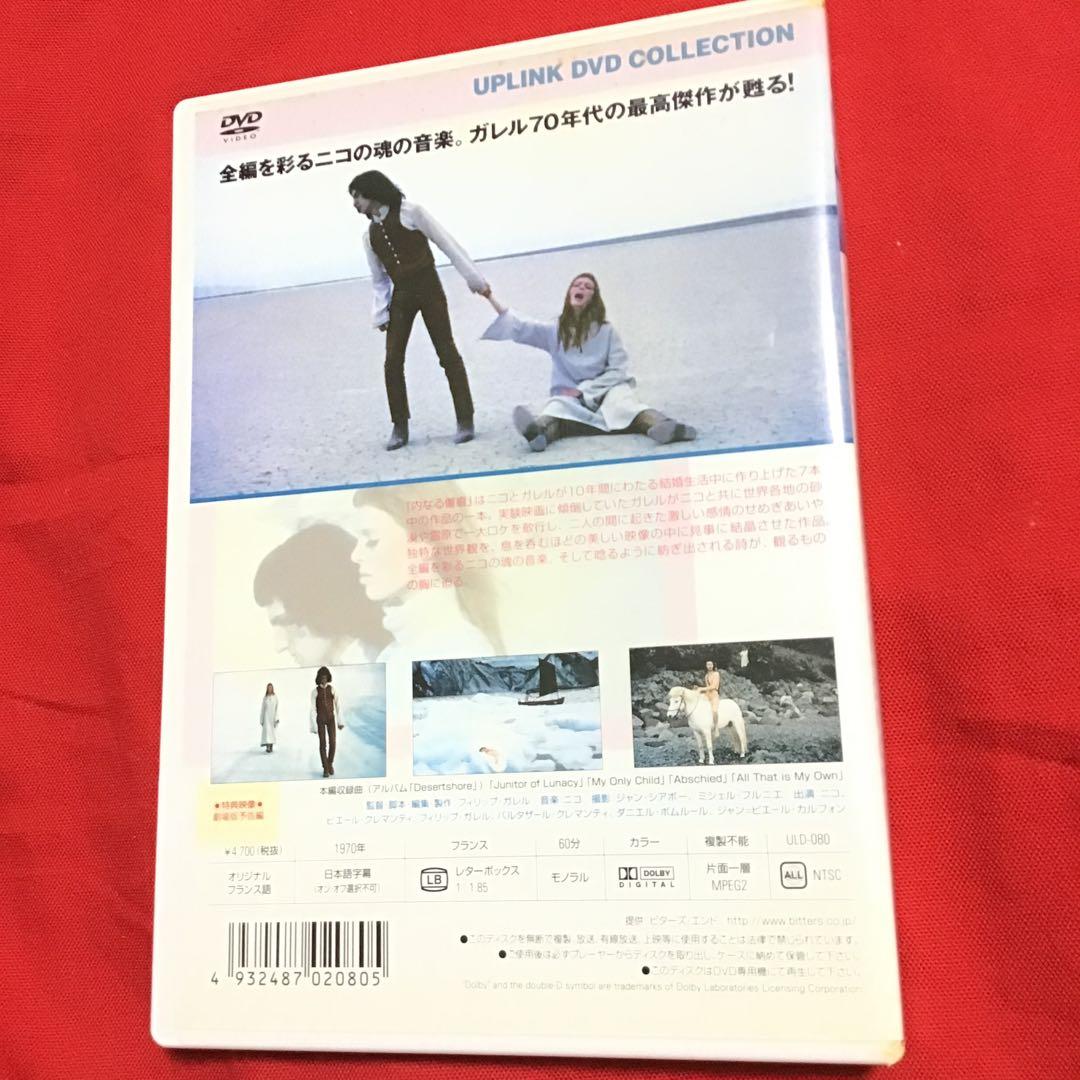 UPLINK DVD COLLECTION
DVD
VIDEO
全編を彩るニコの魂の音楽。ガレル70年代の最高傑作が甦る!
「内なる傷痕」はニコとガレルが10年間にわたる結婚生活中に作り上げた7本
中の作品の一本。実験映画に傾倒していたガレルがニコと共に世界各地の砂
漠や雪原で一大ロケを敢行し、二人の間に起きた激しい感情のせめぎあいや
独特な世界観を、息を呑むほどの美しい映像の中に見事に結晶させた作品。
全編を彩るニコの魂の音楽、そして唸るように紡ぎ出される詩が、観るもの
の胸に迫る。
本編収録曲(アルバム「Desertshore」)「Junitor of Lunacy」「My Only Child」「Abschied」「All That is My Own」
●特典映像●
劇場版予告編
監督・脚本・編集・製作 フィリップ・ガレル 音楽 ニコ 撮影 ジャン・シアボー、ミシェル・フルニエ 出演 ニコ、
ピエール・クレマンティ、フィリップ・ガレル、バルタザール・クレマンティ、ダニエル・ポムルール、ジャン=ピエール・カルフォン
¥4,700(税抜) 1970年 フランス 60分 カラー 複製不能 ULD-080
オリジナル
フランス語
日本語字幕
(オン・オフ選択不可)
LB
レターボックス
1:1.85
モノラル
DOLBY
DIGITAL
片面一層
MPEG2
ALL NTSC
提供 ビターズ・エンド http://www.bitters.co.jp/
●このディスクを無断で複製、放送、有線放送、上映等に使用することは法律で禁じられています。
●ご使用後は必ずプレーヤーからディスクを取り出し、ケースに納めて保管して下さい。
●このディスクはDVD専用機にて再生して下さい。
"Dolby" and the double-D symbol are trademarks of Dolby Laboratories Licensing Corporation.
4 932487 020805